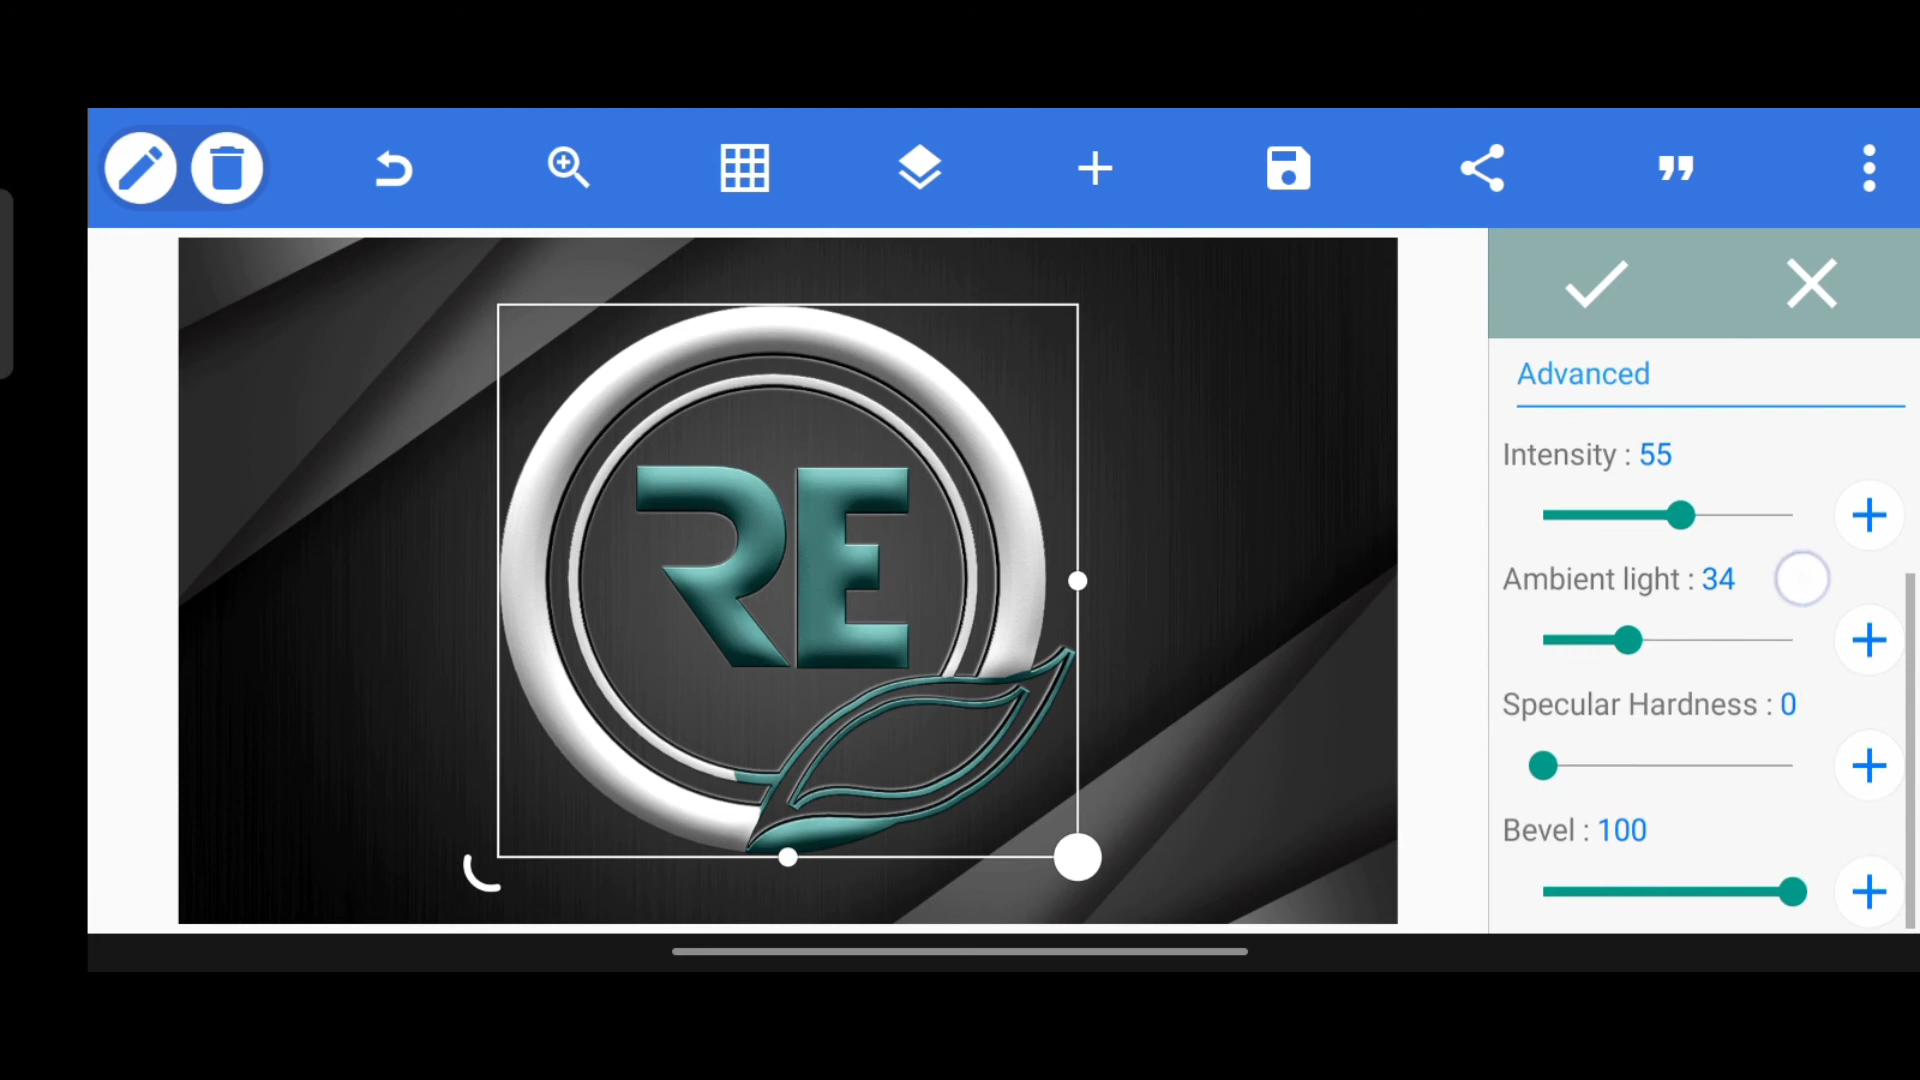 Advanced
Intensity : 55
Ambient light : 34
Specular Hardness : 0
Bevel : 100
RE